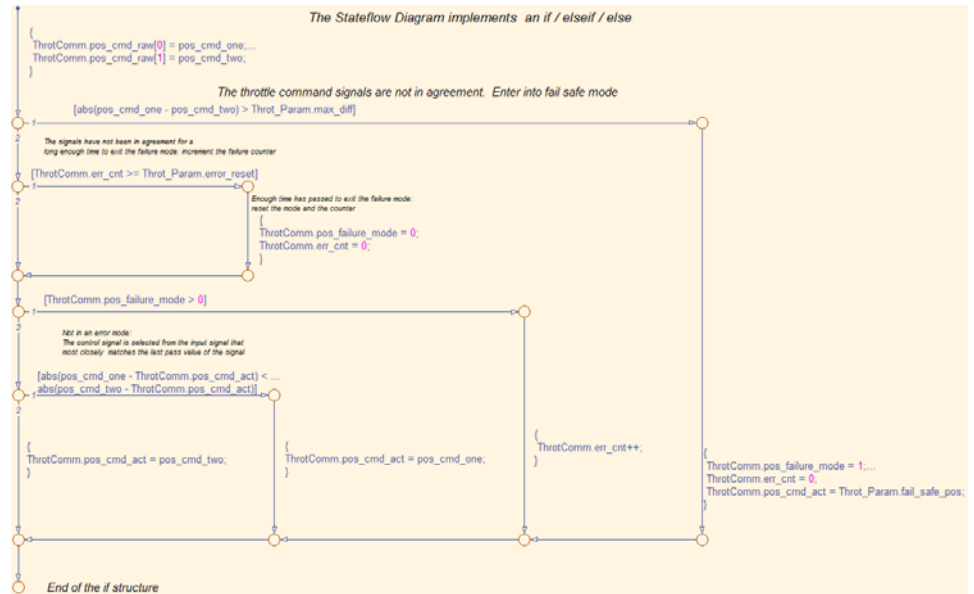 The Stateflow Diagram implements an if / elseif / else
{
ThrotComm.pos_cmd_raw[0] = pos_cmd_one;...
ThrotComm.pos_cmd_raw[1] = pos_cmd_two;
}
The throttle command signals are not in agreement. Enter into fail safe mode
[abs(pos_cmd_one - pos_cmd_two) > Throt_Param.max_diff]
1
2
The signals have not been in agreement for a
long enough time to exit the failure mode: increment the failure counter
[ThrotComm.err_cnt >= Throt_Param.error_reset]
1
2
Enough time has passed to exit the failure mode:
reset the mode and the counter
{
ThrotComm.pos_failure_mode = 0;
ThrotComm.err_cnt = 0;
}
[ThrotComm.pos_failure_mode > 0]
1
2
Not in an error mode:
The control signal is selected from the input signal that
most closely matches the last pass value of the signal
[abs(pos_cmd_one - ThrotComm.pos_cmd_act) < ...
abs(pos_cmd_two - ThrotComm.pos_cmd_act)]
1
2
{
ThrotComm.pos_cmd_act = pos_cmd_two;
}
{
ThrotComm.pos_cmd_act = pos_cmd_one;
}
{
ThrotComm.err_cnt++;
}
{
ThrotComm.pos_failure_mode = 1;...
ThrotComm.err_cnt = 0;
ThrotComm.pos_cmd_act = Throt_Param.fail_safe_pos;
}
End of the if structure